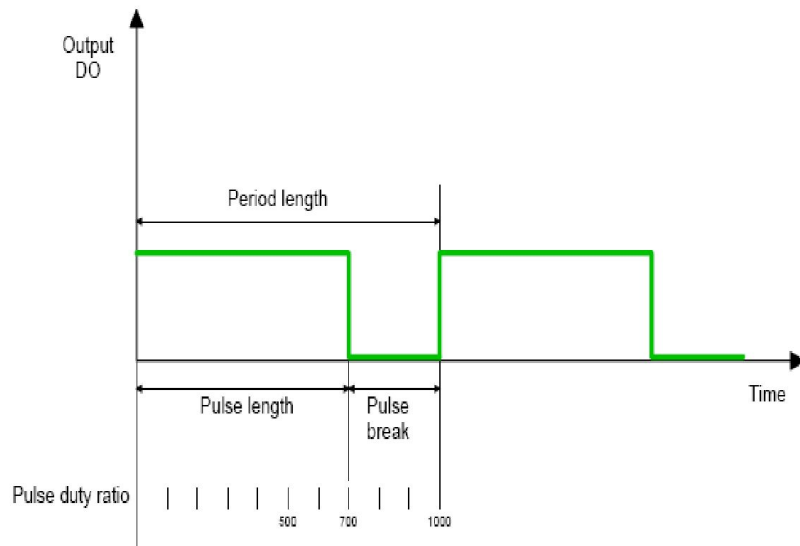 Output
DO
Period length
Time
Pulse length
Pulse
break
Pulse duty ratio
500
700
1000